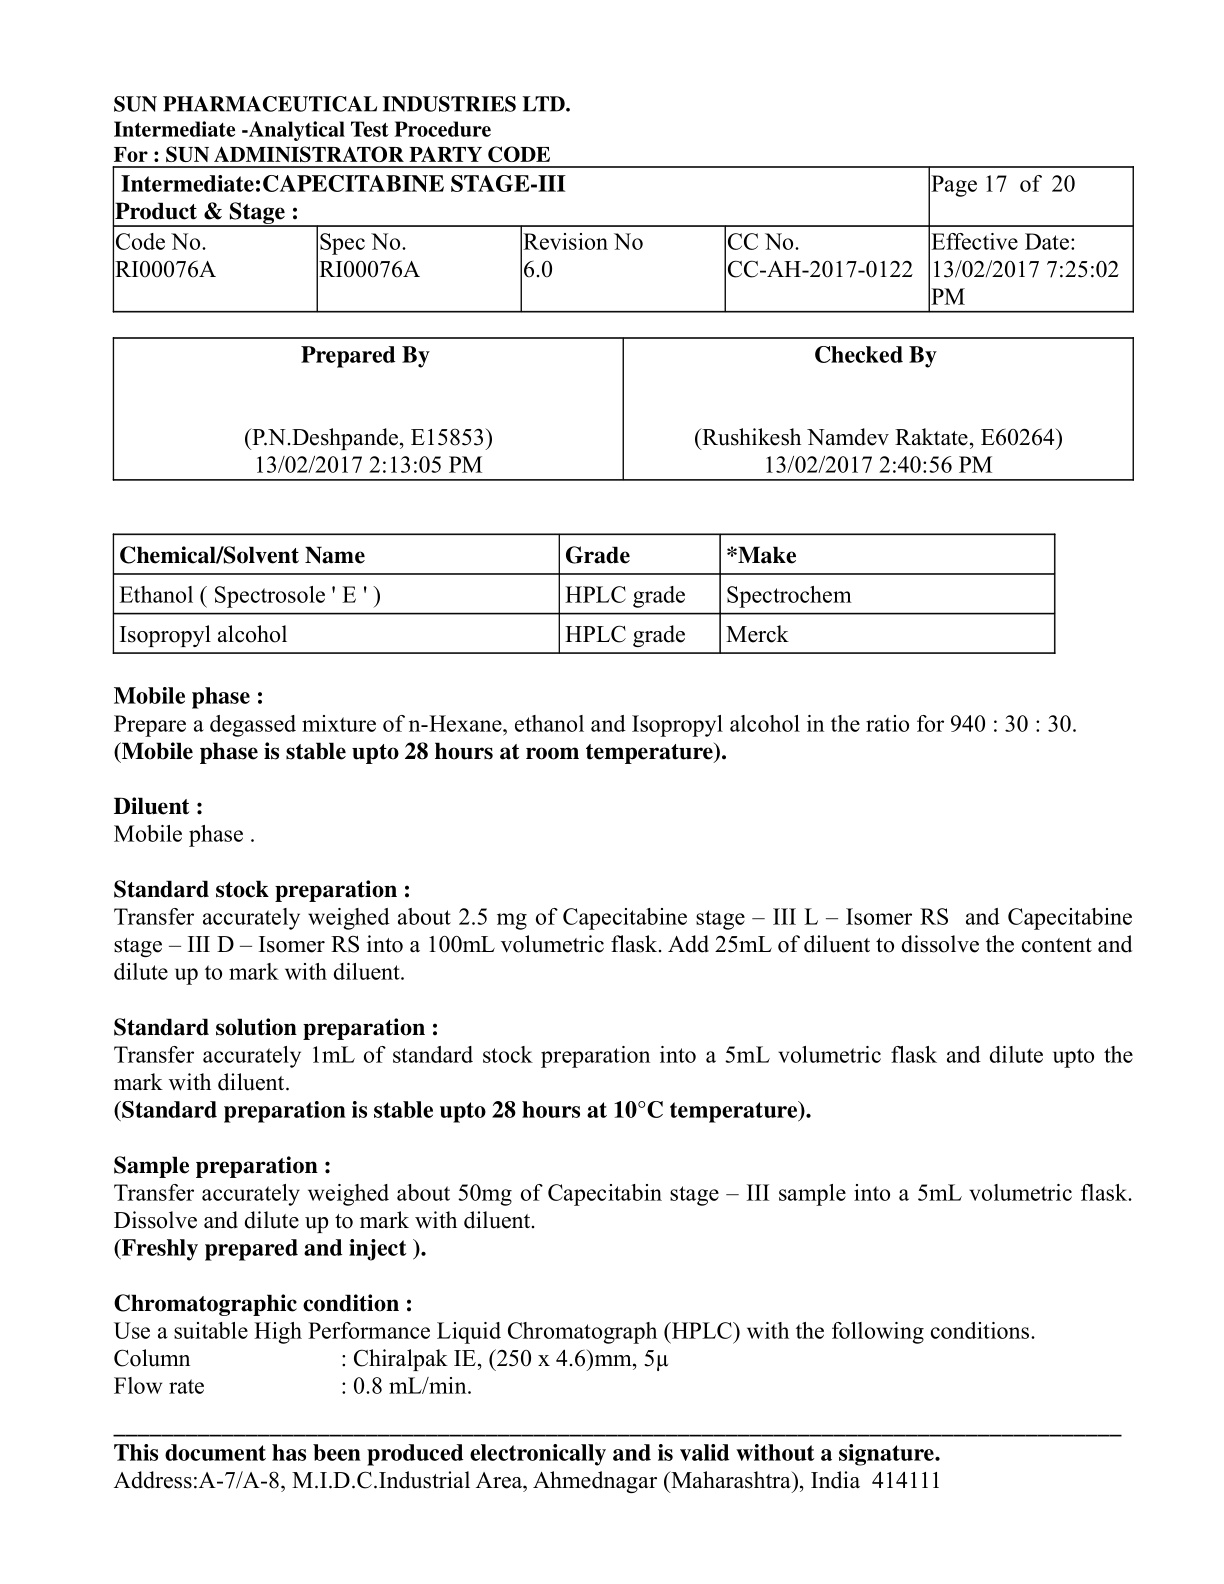 SUN PHARMACEUTICAL INDUSTRIES LTD.
Intermediate -Analytical Test Procedure
For : SUN ADMINISTRATOR PARTY CODE
Intermediate:CAPECITABINE STAGE-III
Product & Stage :
Page 17 of 20
Code No.
RI00076A
Spec No.
RI00076A
Revision No
6.0
CC No.
CC-AH-2017-0122
Effective Date:
13/02/2017 7:25:02
PM
Prepared By
(P.N.Deshpande, E15853)
13/02/2017 2:13:05 PM
Checked By
(Rushikesh Namdev Raktate, E60264)
13/02/2017 2:40:56 PM
Chemical/Solvent Name Grade *Make
Ethanol ( Spectrosole ' E ' ) HPLC grade Spectrochem
Isopropyl alcohol HPLC grade Merck
Mobile phase :
Prepare a degassed mixture of n-Hexane, ethanol and Isopropyl alcohol in the ratio for 940 : 30 : 30.
(Mobile phase is stable upto 28 hours at room temperature).
Diluent :
Mobile phase .
Standard stock preparation :
Transfer accurately weighed about 2.5 mg of Capecitabine stage – III L – Isomer RS and Capecitabine
stage – III D – Isomer RS into a 100mL volumetric flask. Add 25mL of diluent to dissolve the content and
dilute up to mark with diluent.
Standard solution preparation :
Transfer accurately 1mL of standard stock preparation into a 5mL volumetric flask and dilute upto the
mark with diluent.
(Standard preparation is stable upto 28 hours at 10°C temperature).
Sample preparation :
Transfer accurately weighed about 50mg of Capecitabin stage – III sample into a 5mL volumetric flask.
Dissolve and dilute up to mark with diluent.
(Freshly prepared and inject ).
Chromatographic condition :
Use a suitable High Performance Liquid Chromatograph (HPLC) with the following conditions.
Column : Chiralpak IE, (250 x 4.6)mm, 5µ
Flow rate : 0.8 mL/min.
This document has been produced electronically and is valid without a signature.
Address:A-7/A-8, M.I.D.C.Industrial Area, Ahmednagar (Maharashtra), India 414111